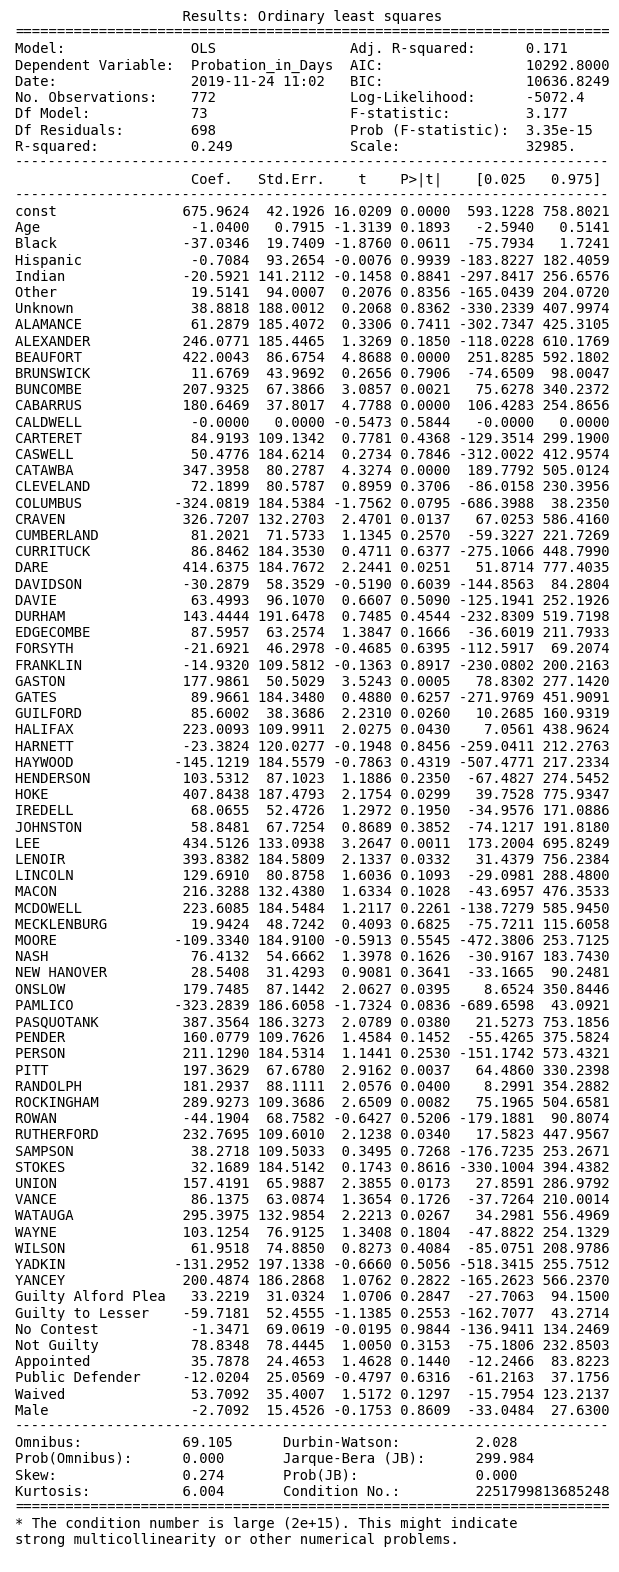 Results: Ordinary least squares
======================================================================
Model:               OLS                Adj. R-squared:      0.171
Dependent Variable:  Probation_in_Days  AIC:                 10292.8000
Date:                2019-11-24 11:02   BIC:                 10636.8249
No. Observations:    772                Log-Likelihood:      -5072.4
Df Model:            73                 F-statistic:         3.177
Df Residuals:        698                Prob (F-statistic):  3.35e-15
R-squared:           0.249              Scale:               32985.
----------------------------------------------------------------------
Coef.   Std.Err.    t    P>|t|    [0.025   0.975]
----------------------------------------------------------------------
const               675.9624  42.1926 16.0209 0.0000  593.1228 758.8021
Age                  -1.0400   0.7915 -1.3139 0.1893   -2.5940   0.5141
Black               -37.0346  19.7409 -1.8760 0.0611  -75.7934   1.7241
Hispanic             -0.7084  93.2654 -0.0076 0.9939 -183.8227 182.4059
Indian              -20.5921 141.2112 -0.1458 0.8841 -297.8417 256.6576
Other                19.5141  94.0007  0.2076 0.8356 -165.0439 204.0720
Unknown              38.8818 188.0012  0.2068 0.8362 -330.2339 407.9974
ALAMANCE             61.2879 185.4072  0.3306 0.7411 -302.7347 425.3105
ALEXANDER           246.0771 185.4465  1.3269 0.1850 -118.0228 610.1769
BEAUFORT            422.0043  86.6754  4.8688 0.0000  251.8285 592.1802
BRUNSWICK            11.6769  43.9692  0.2656 0.7906  -74.6509  98.0047
BUNCOMBE            207.9325  67.3866  3.0857 0.0021   75.6278 340.2372
CABARRUS            180.6469  37.8017  4.7788 0.0000  106.4283 254.8656
CALDWELL             -0.0000   0.0000 -0.5473 0.5844   -0.0000   0.0000
CARTERET             84.9193 109.1342  0.7781 0.4368 -129.3514 299.1900
CASWELL              50.4776 184.6214  0.2734 0.7846 -312.0022 412.9574
CATAWBA             347.3958  80.2787  4.3274 0.0000  189.7792 505.0124
CLEVELAND            72.1899  80.5787  0.8959 0.3706  -86.0158 230.3956
COLUMBUS           -324.0819 184.5384 -1.7562 0.0795 -686.3988  38.2350
CRAVEN              326.7207 132.2703  2.4701 0.0137   67.0253 586.4160
CUMBERLAND           81.2021  71.5733  1.1345 0.2570  -59.3227 221.7269
CURRITUCK            86.8462 184.3530  0.4711 0.6377 -275.1066 448.7990
DARE                414.6375 184.7672  2.2441 0.0251   51.8714 777.4035
DAVIDSON            -30.2879  58.3529 -0.5190 0.6039 -144.8563  84.2804
DAVIE                63.4993  96.1070  0.6607 0.5090 -125.1941 252.1926
DURHAM              143.4444 191.6478  0.7485 0.4544 -232.8309 519.7198
EDGECOMBE            87.5957  63.2574  1.3847 0.1666  -36.6019 211.7933
FORSYTH             -21.6921  46.2978 -0.4685 0.6395 -112.5917  69.2074
FRANKLIN            -14.9320 109.5812 -0.1363 0.8917 -230.0802 200.2163
GASTON              177.9861  50.5029  3.5243 0.0005   78.8302 277.1420
GATES                89.9661 184.3480  0.4880 0.6257 -271.9769 451.9091
GUILFORD             85.6002  38.3686  2.2310 0.0260   10.2685 160.9319
HALIFAX             223.0093 109.9911  2.0275 0.0430    7.0561 438.9624
HARNETT             -23.3824 120.0277 -0.1948 0.8456 -259.0411 212.2763
HAYWOOD            -145.1219 184.5579 -0.7863 0.4319 -507.4771 217.2334
HENDERSON           103.5312  87.1023  1.1886 0.2350  -67.4827 274.5452
HOKE                407.8438 187.4793  2.1754 0.0299   39.7528 775.9347
IREDELL              68.0655  52.4726  1.2972 0.1950  -34.9576 171.0886
JOHNSTON             58.8481  67.7254  0.8689 0.3852  -74.1217 191.8180
LEE                 434.5126 133.0938  3.2647 0.0011  173.2004 695.8249
LENOIR              393.8382 184.5809  2.1337 0.0332   31.4379 756.2384
LINCOLN             129.6910  80.8758  1.6036 0.1093  -29.0981 288.4800
MACON               216.3288 132.4380  1.6334 0.1028  -43.6957 476.3533
MCDOWELL            223.6085 184.5484  1.2117 0.2261 -138.7279 585.9450
MECKLENBURG          19.9424  48.7242  0.4093 0.6825  -75.7211 115.6058
MOORE              -109.3340 184.9100 -0.5913 0.5545 -472.3806 253.7125
NASH                 76.4132  54.6662  1.3978 0.1626  -30.9167 183.7430
NEW HANOVER          28.5408  31.4293  0.9081 0.3641  -33.1665  90.2481
ONSLOW              179.7485  87.1442  2.0627 0.0395    8.6524 350.8446
PAMLICO            -323.2839 186.6058 -1.7324 0.0836 -689.6598  43.0921
PASQUOTANK          387.3564 186.3273  2.0789 0.0380   21.5273 753.1856
PENDER              160.0779 109.7626  1.4584 0.1452  -55.4265 375.5824
PERSON              211.1290 184.5314  1.1441 0.2530 -151.1742 573.4321
PITT                197.3629  67.6780  2.9162 0.0037   64.4860 330.2398
RANDOLPH            181.2937  88.1111  2.0576 0.0400    8.2991 354.2882
ROCKINGHAM          289.9273 109.3686  2.6509 0.0082   75.1965 504.6581
ROWAN               -44.1904  68.7582 -0.6427 0.5206 -179.1881  90.8074
RUTHERFORD          232.7695 109.6010  2.1238 0.0340   17.5823 447.9567
SAMPSON              38.2718 109.5033  0.3495 0.7268 -176.7235 253.2671
STOKES               32.1689 184.5142  0.1743 0.8616 -330.1004 394.4382
UNION               157.4191  65.9887  2.3855 0.0173   27.8591 286.9792
VANCE                86.1375  63.0874  1.3654 0.1726  -37.7264 210.0014
WATAUGA             295.3975 132.9854  2.2213 0.0267   34.2981 556.4969
WAYNE               103.1254  76.9125  1.3408 0.1804  -47.8822 254.1329
WILSON               61.9518  74.8850  0.8273 0.4084  -85.0751 208.9786
YADKIN             -131.2952 197.1338 -0.6660 0.5056 -518.3415 255.7512
YANCEY              200.4874 186.2868  1.0762 0.2822 -165.2623 566.2370
Guilty Alford Plea   33.2219  31.0324  1.0706 0.2847  -27.7063  94.1500
Guilty to Lesser    -59.7181  52.4555 -1.1385 0.2553 -162.7077  43.2714
No Contest           -1.3471  69.0619 -0.0195 0.9844 -136.9411 134.2469
Not Guilty           78.8348  78.4445  1.0050 0.3153  -75.1806 232.8503
Appointed            35.7878  24.4653  1.4628 0.1440  -12.2466  83.8223
Public Defender     -12.0204  25.0569 -0.4797 0.6316  -61.2163  37.1756
Waived               53.7092  35.4007  1.5172 0.1297  -15.7954 123.2137
Male                 -2.7092  15.4526 -0.1753 0.8609  -33.0484  27.6300
----------------------------------------------------------------------
Omnibus:            69.105      Durbin-Watson:         2.028
Prob(Omnibus):      0.000       Jarque-Bera (JB):      299.984
Skew:               0.274       Prob(JB):              0.000
Kurtosis:           6.004       Condition No.:         2251799813685248
======================================================================
* The condition number is large (2e+15). This might indicate
strong multicollinearity or other numerical problems.